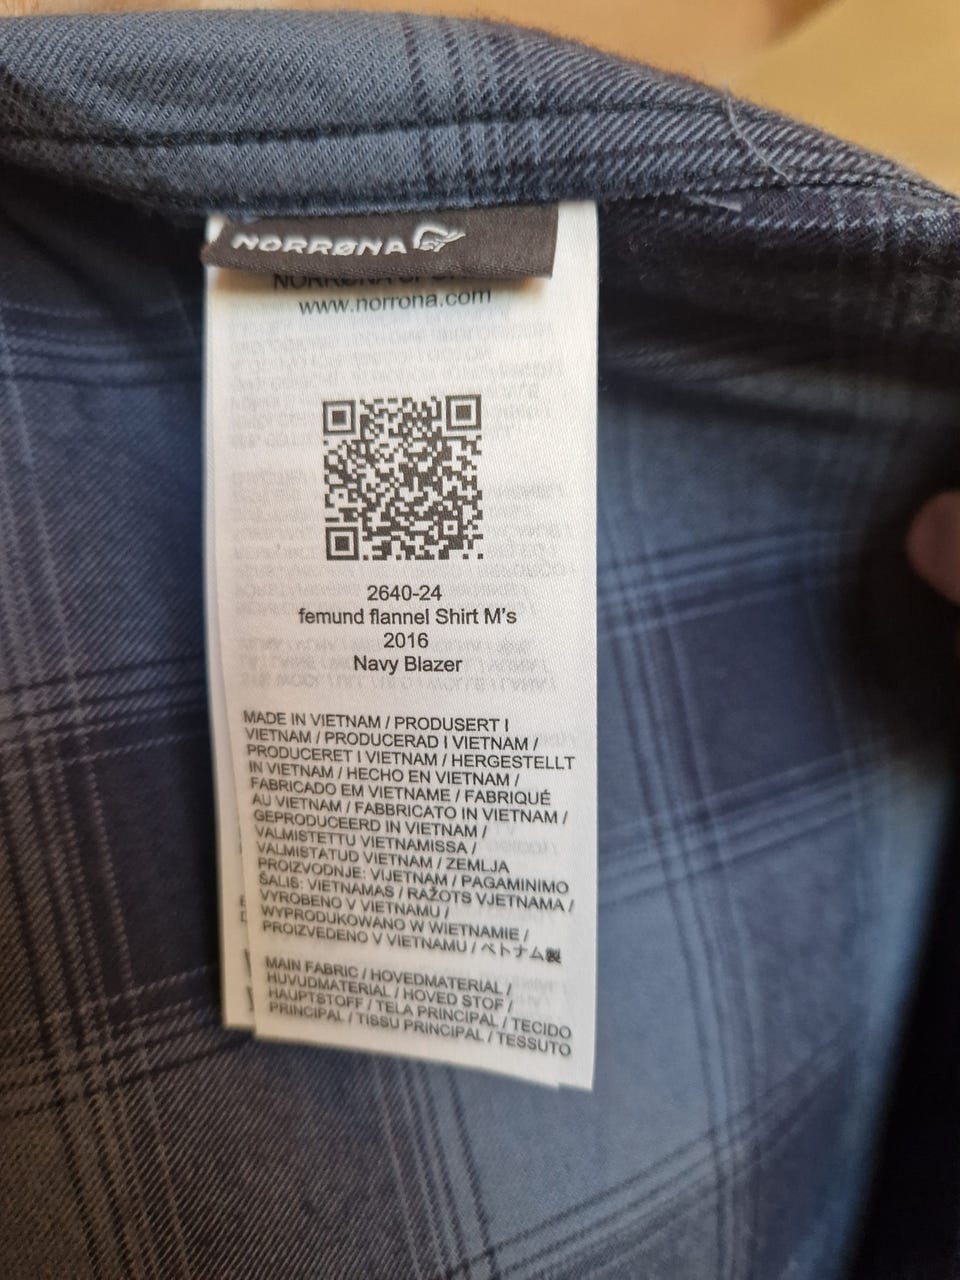 NORRØNA
www.norrona.com
2640-24
femund flannel Shirt M's
2016
Navy Blazer
MADE IN VIETNAM / PRODUSERT I
VIETNAM / PRODUCERAD I VIETNAM /
PRODUCERET I VIETNAM / HERGESTELLT
IN VIETNAM / HECHO EN VIETNAM /
FABRICADO EM VIETNAME / FABRIQUÉ
AU VIETNAM / FABBRICATO IN VIETNAM /
GEPRODUCEERD IN VIETNAM /
VALMISTETTU VIETNAMISSA /
VALMISTATUD VIETNAM / ZEMLJA
PROIZVODNJE: VIJETNAM / PAGAMINIMO
ŠALIS: VIETNAMAS / RAŽOTS VJETNAMA /
VYROBENO V VIETNAMU /
WYPRODUKOWANO W WIETNAMIE /
PROIZVEDENO V VIETNAMU / ベトナム製
MAIN FABRIC / HOVEDMATERIAL /
HUVUDMATERIAL / HOVED STOF /
HAUPTSTOFF / TELA PRINCIPAL / TECIDO
PRINCIPAL / TISSU PRINCIPAL / TESSUTO